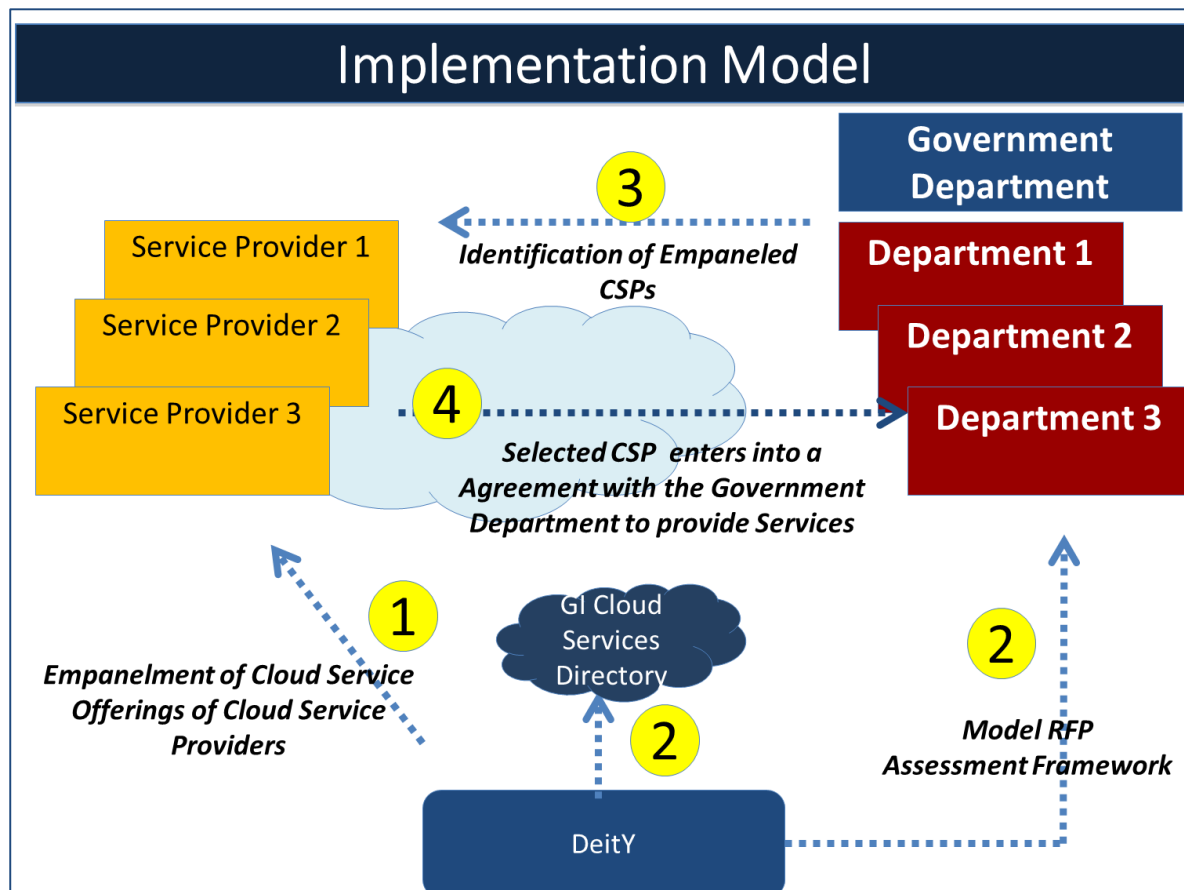 Implementation Model
Government
Department
3
Service Provider 1
Identification of Empaneled
CSPs
Department 1
Service Provider 2
Department 2
Service Provider 3
4
Department 3
Selected CSP  enters into a
Agreement with the Government
Department to provide Services
1
Empanelment of Cloud Service
Offerings of Cloud Service
Providers
GI Cloud
Services
Directory
2
2
Model RFP
Assessment Framework
DeitY